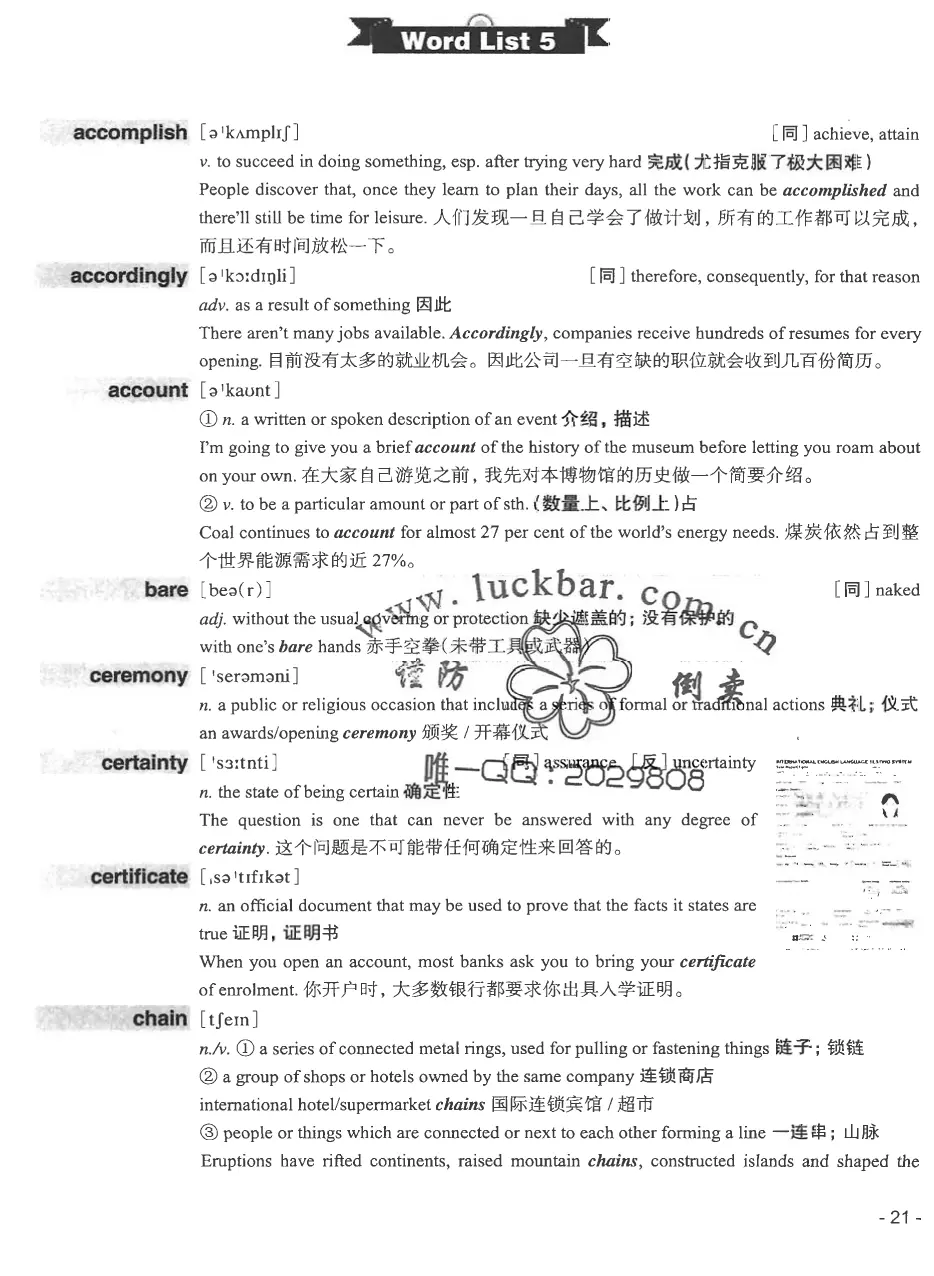 Word List 5
accomplish [ə'kʌmplɪʃ] [同] achieve, attain
v. to succeed in doing something, esp. after trying very hard 完成(尤指克服了极大困难)
People discover that, once they learn to plan their days, all the work can be accomplished and
there'll still be time for leisure. 人们发现一旦自己学会了做计划，所有的工作都可以完成，
而且还有时间放松一下。
accordingly [ə'kɔːdɪŋli] [同] therefore, consequently, for that reason
adv. as a result of something 因此
There aren't many jobs available. Accordingly, companies receive hundreds of resumes for every
opening. 目前没有太多的就业机会。因此公司一旦有空缺的职位就会收到几百份简历。
account [ə'kaʊnt]
① n. a written or spoken description of an event 介绍，描述
I'm going to give you a brief account of the history of the museum before letting you roam about
on your own. 在大家自己游览之前，我先对本博物馆的历史做一个简要介绍。
② v. to be a particular amount or part of sth. (数量上、比例上)占
Coal continues to account for almost 27 per cent of the world's energy needs. 煤炭依然占到整
个世界能源需求的近 27%。
bare [beə(r)] [同] naked
www.luckbar.com.cn
adj. without the usual covering or protection 缺少遮盖的；没有保护的
with one's bare hands 赤手空拳(未带工具或武器)
谨防 倒卖
ceremony ['serəməni]
n. a public or religious occasion that includes a series of formal or traditional actions 典礼；仪式
an awards/opening ceremony 颁奖 / 开幕仪式
certainty ['sɜːtnti] [同] assurance [反] uncertainty
唯一QQ：2029808
INTERNATIONAL ENGLISH LANGUAGE TESTING SYSTEM
n. the state of being certain 确定性
The question is one that can never be answered with any degree of
certainty. 这个问题是不可能带任何确定性来回答的。
certificate [ˌsə'tɪfɪkət]
n. an official document that may be used to prove that the facts it states are
true 证明，证明书
When you open an account, most banks ask you to bring your certificate
of enrolment. 你开户时，大多数银行都要求你出具入学证明。
chain [tʃeɪn]
n./v. ① a series of connected metal rings, used for pulling or fastening things 链子；锁链
② a group of shops or hotels owned by the same company 连锁商店
international hotel/supermarket chains 国际连锁宾馆 / 超市
③ people or things which are connected or next to each other forming a line 一连串；山脉
Eruptions have rifted continents, raised mountain chains, constructed islands and shaped the
- 21 -